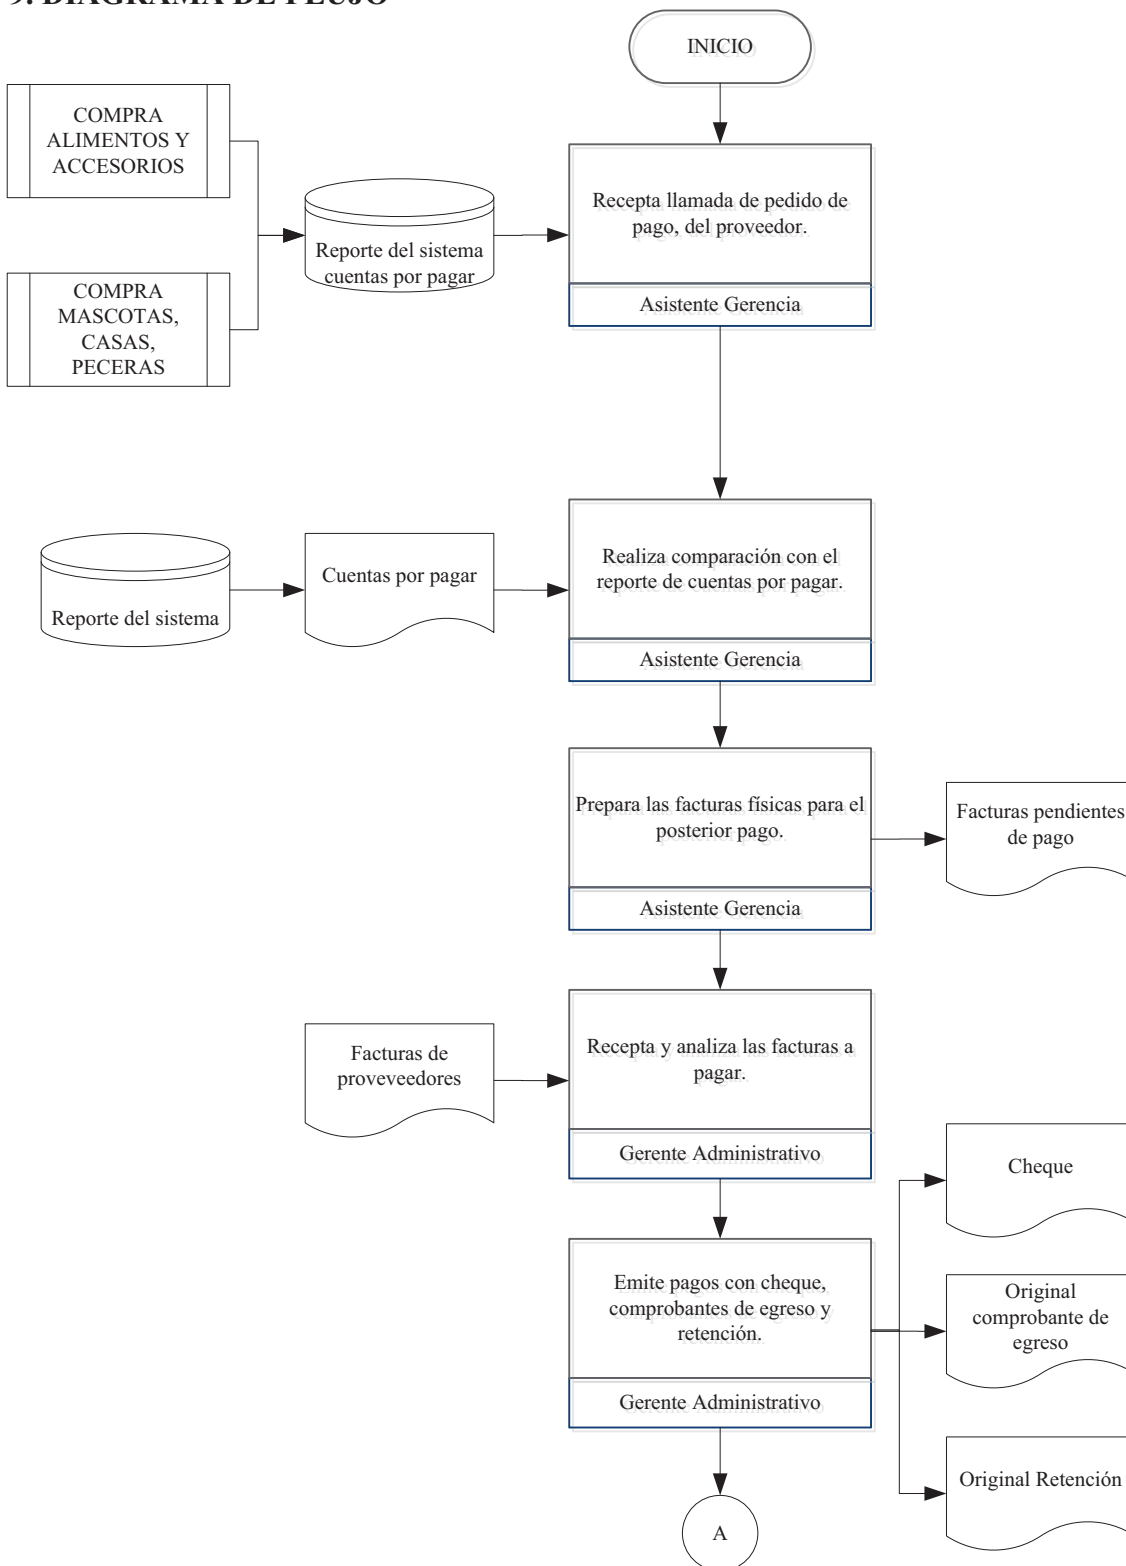 9. DIAGRAMA DE FLUJO
INICIO
COMPRA
ALIMENTOS Y
ACCESORIOS
Recepta llamada de pedido de
pago, del proveedor.
Reporte del sistema
cuentas por pagar
COMPRA
MASCOTAS,
CASAS,
PECERAS
Asistente Gerencia
Reporte del sistema
Cuentas por pagar
Realiza comparación con el
reporte de cuentas por pagar.
Asistente Gerencia
Prepara las facturas físicas para el
posterior pago.
Facturas pendientes
de pago
Asistente Gerencia
Facturas de
proveveedores
Recepta y analiza las facturas a
pagar.
Gerente Administrativo
Cheque
Emite pagos con cheque,
comprobantes de egreso y
retención.
Original
comprobante de
egreso
Gerente Administrativo
Original Retención
A